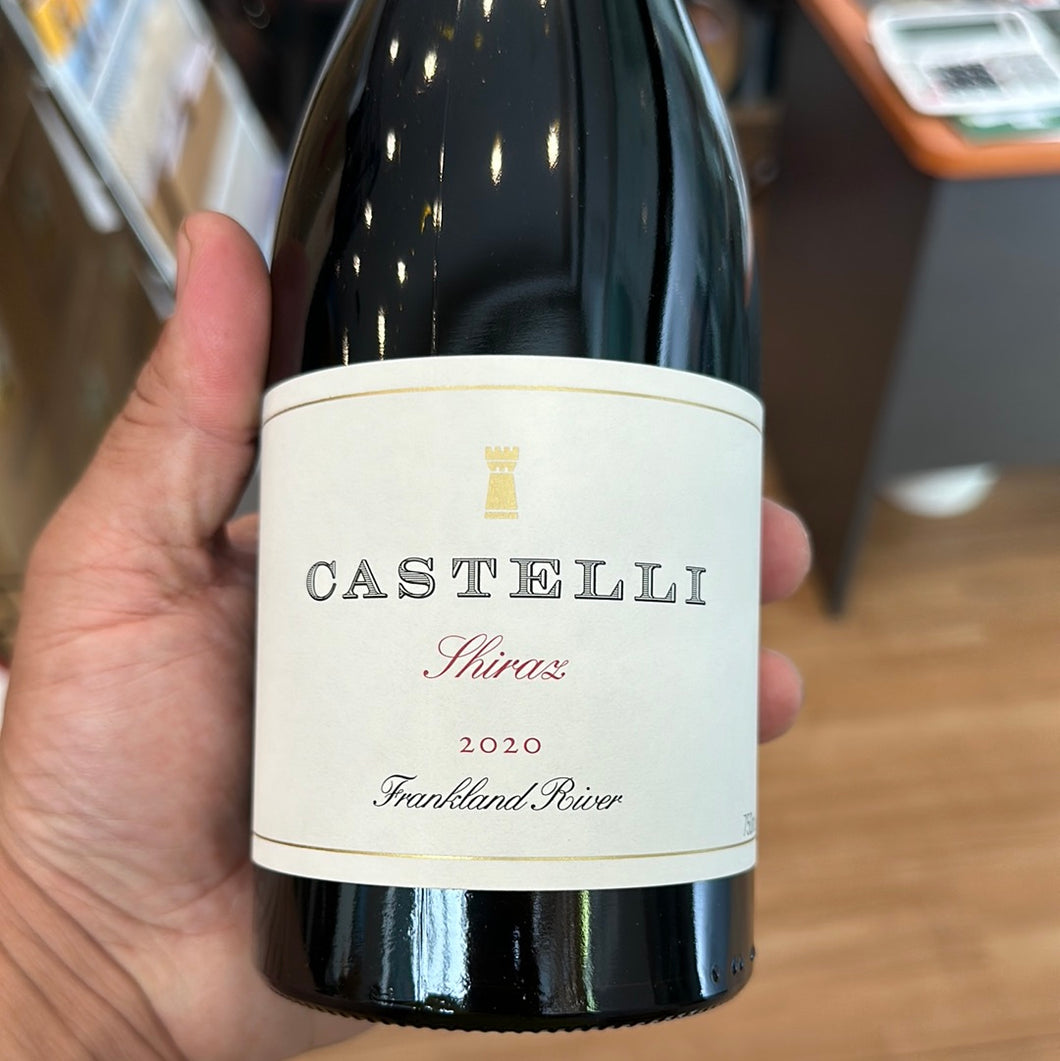 CASTELLI
Shiraz
2020
Frankland River